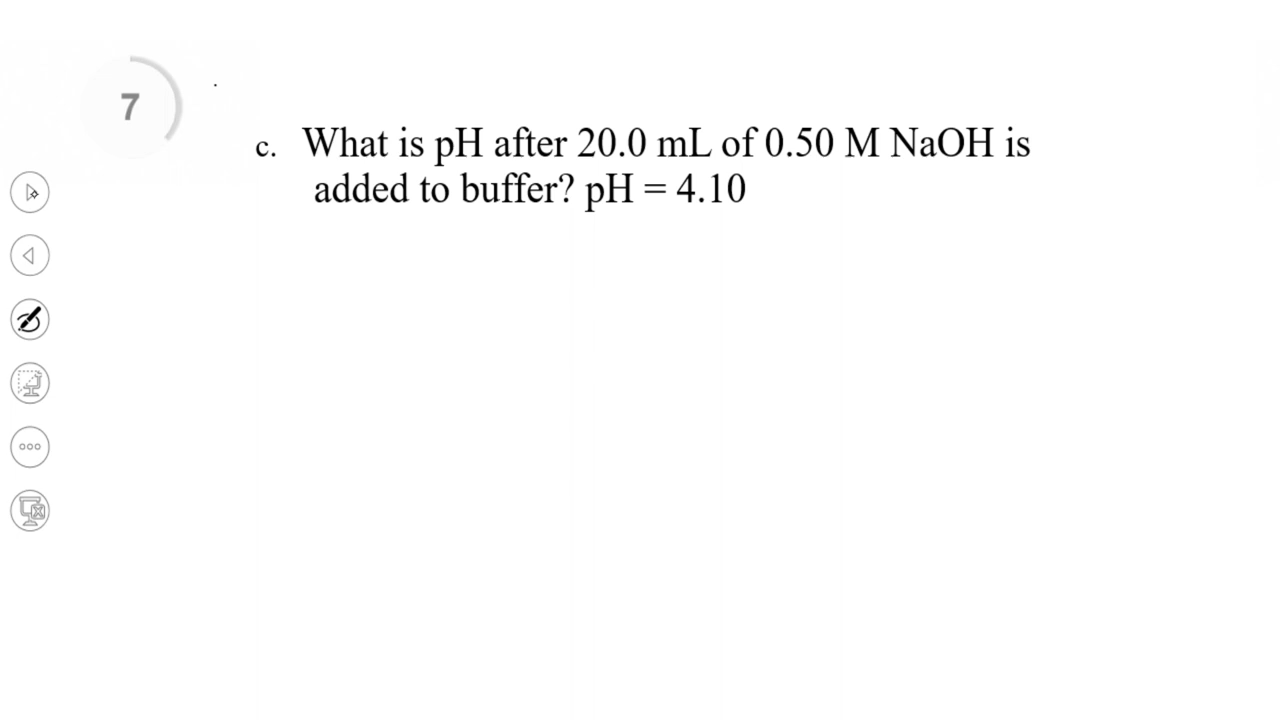 7
c. What is pH after 20.0 mL of 0.50 M NaOH is
added to buffer? pH = 4.10